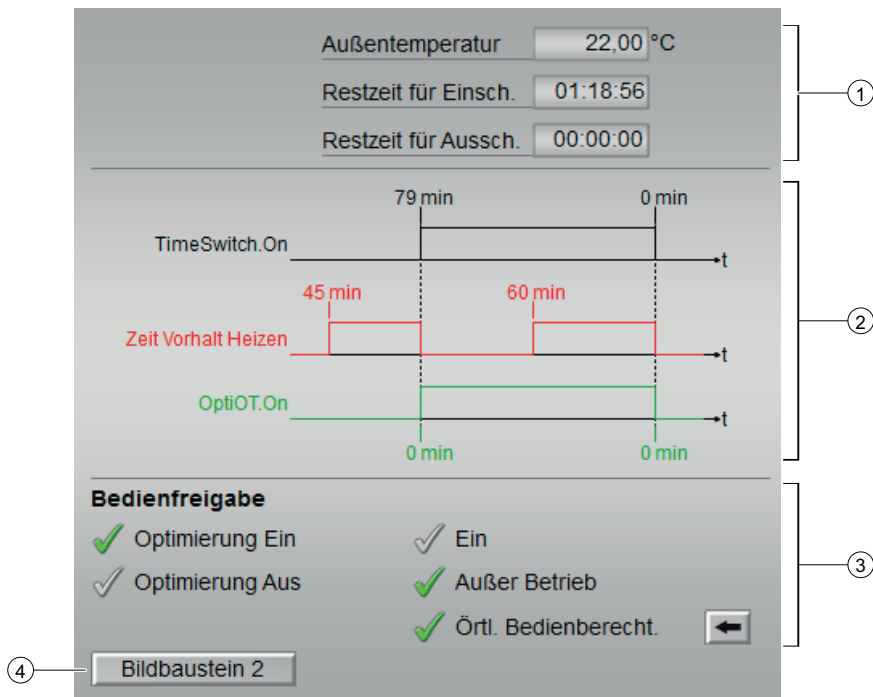 Außentemperatur 22,00 °C
Restzeit für Einsch. 01:18:56
Restzeit für Aussch. 00:00:00
1
79 min 0 min
TimeSwitch.On t
45 min 60 min
Zeit Vorhalt Heizen t
2
OptiOT.On t
0 min 0 min
Bedienfreigabe
Optimierung Ein Ein
Optimierung Aus Außer Betrieb
3
Örtl. Bedienberecht.
4 Bildbaustein 2